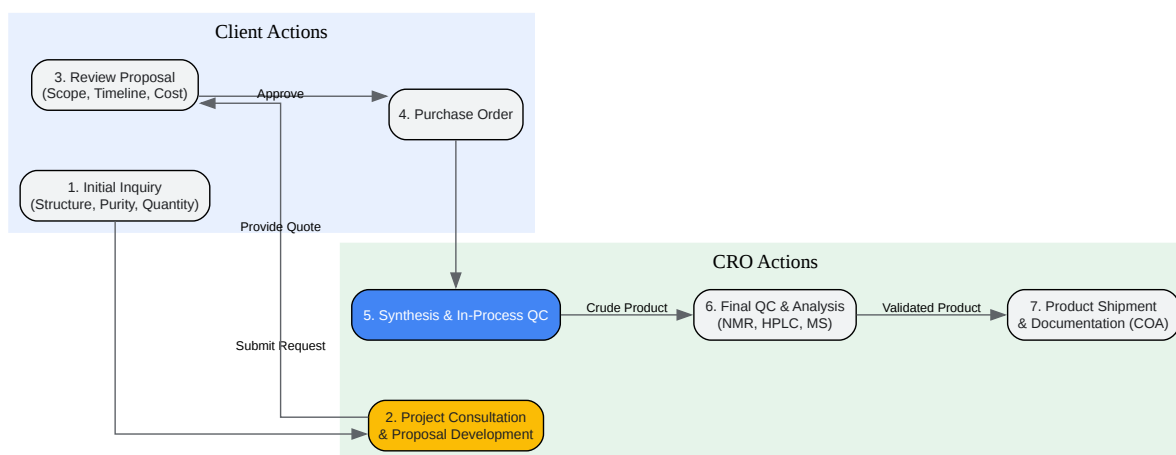 Client Actions
3. Review Proposal
(Scope, Timeline, Cost)
Approve
4. Purchase Order
1. Initial Inquiry
(Structure, Purity, Quantity)
Provide Quote
CRO Actions
5. Synthesis & In-Process QC
Crude Product
6. Final QC & Analysis
(NMR, HPLC, MS)
Validated Product
7. Product Shipment
& Documentation (COA)
Submit Request
2. Project Consultation
& Proposal Development